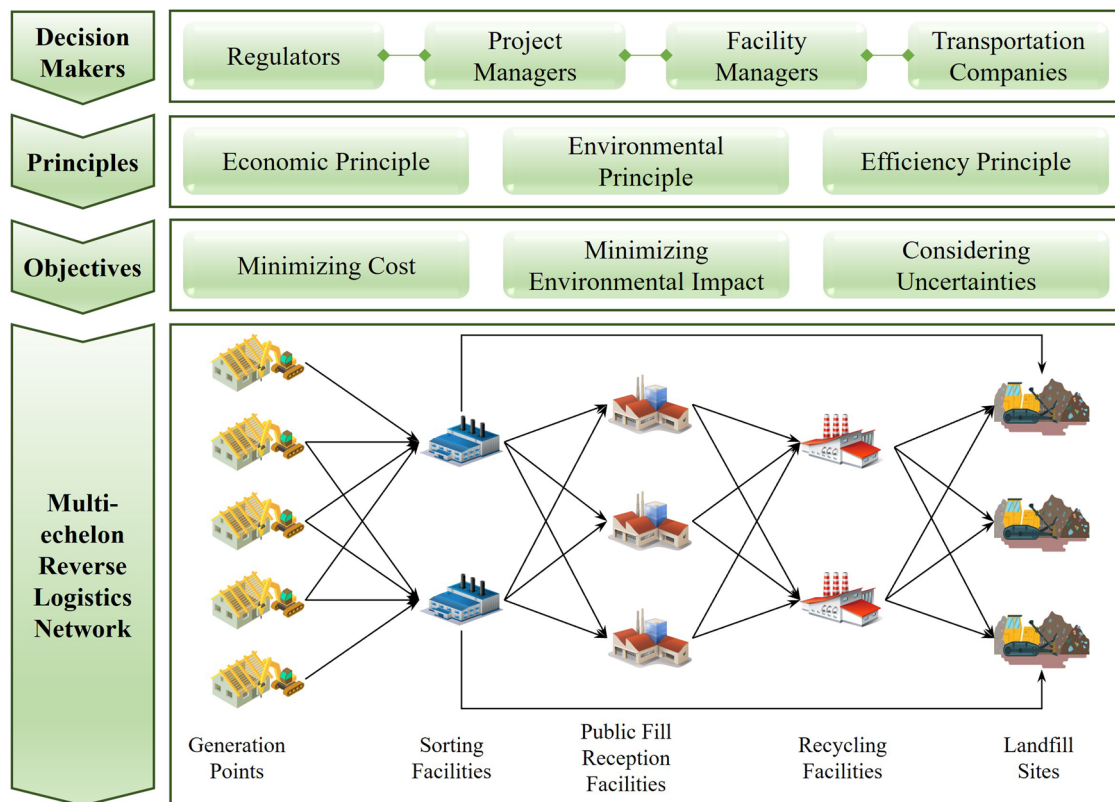 Decision
Makers
Regulators
Project
Managers
Facility
Managers
Transportation
Companies
Principles
Economic Principle
Environmental
Principle
Efficiency Principle
Objectives
Minimizing Cost
Minimizing
Environmental Impact
Considering
Uncertainties
Multi-
echelon
Reverse
Logistics
Network
Generation
Points
Sorting
Facilities
Public Fill
Reception
Facilities
Recycling
Facilities
Landfill
Sites